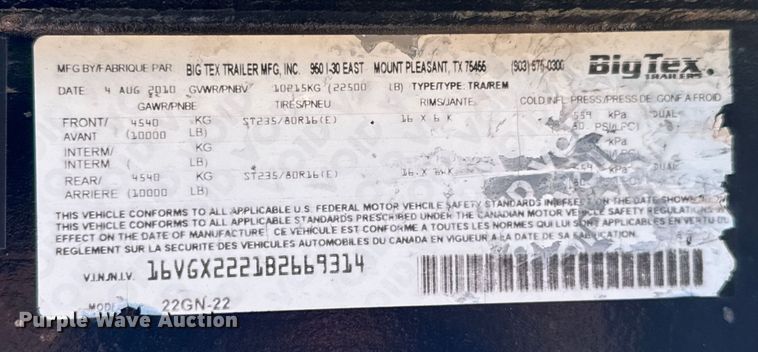 MFG BY/FABRIQUE PAR BIG TEX TRAILER MFG, INC. 950 I-30 EAST MOUNT PLEASANT, TX 75455 (903) 575-0300 BigTex. TRAILERS
DATE 4 AUG 2010 GVWR/PNBV 10215KG (22500 LB) TYPE/TYPE: TRA/REM
GAWR/PNBE TIRES/PNEU RIMS/JANTE. COLD INFL. PRESS/PRESS DE GONF A FROID
FRONT/ 4540 KG ST235/80R16(E) 16 X 6 K kPa DUAL
AVANT (10000 LB) PSI/LPC)
INTERM/ KG kPa
INTERM ( LB)
REAR/ 4540 KG ST235/80R16(E) 16 X kPa DUAL
ARRIERE (10000 LB)
THIS VEHICLE CONFORMS TO ALL APPLICABLE U.S. FEDERAL MOTOR VEHCILE SAFETY STANDARDS IN EFFECT ON THE DATE SHOWN
THIS VEHICLE CONFORMS TO ALL APPLICABLE STANDARDS PRESCRIBED UNDER THE CANADIAN MOTOR VEHICLE SAFETY REGULATIONS
EFFECT ON THE DATE OF MANUFACTURE / CE VÉHICULE EST CONFORME A TOUTES LES NORMES QUI LUI SONT APPLICABLES EN VERTU DU
REGLEMENT SUR LA SECURITE DES VEHICULES AUTOMOBILES DU CANADA EN VIGUEUR A LA DATE DE SA FABRICATION.
V.I.N./N.I.V. 16VGX2221B2669314
22GN-22
Purple Wave Auction